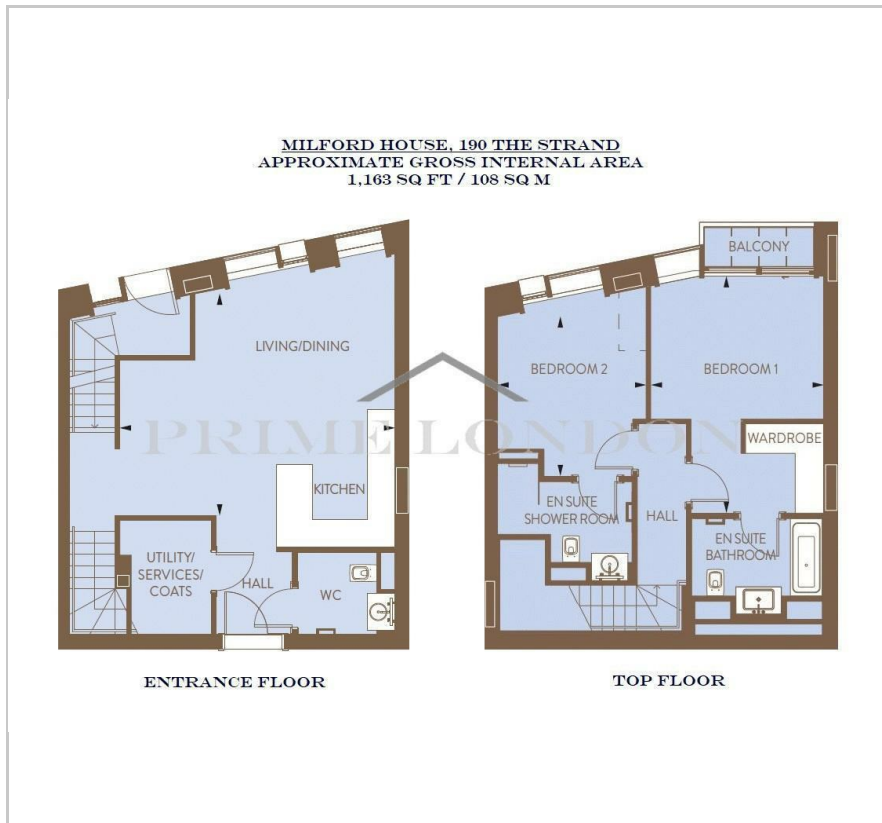 MILFORD HOUSE, 190 THE STRAND
APPROXIMATE GROSS INTERNAL AREA
1,163 SQ FT / 108 SQ M
LIVING/DINING
KITCHEN
UTILITY/
SERVICES/
COATS
HALL
WC
ENTRANCE FLOOR
BALCONY
BEDROOM 2
BEDROOM 1
WARDROBE
EN SUITE
SHOWER ROOM
HALL
EN SUITE
BATHROOM
TOP FLOOR
PRIME LONDON